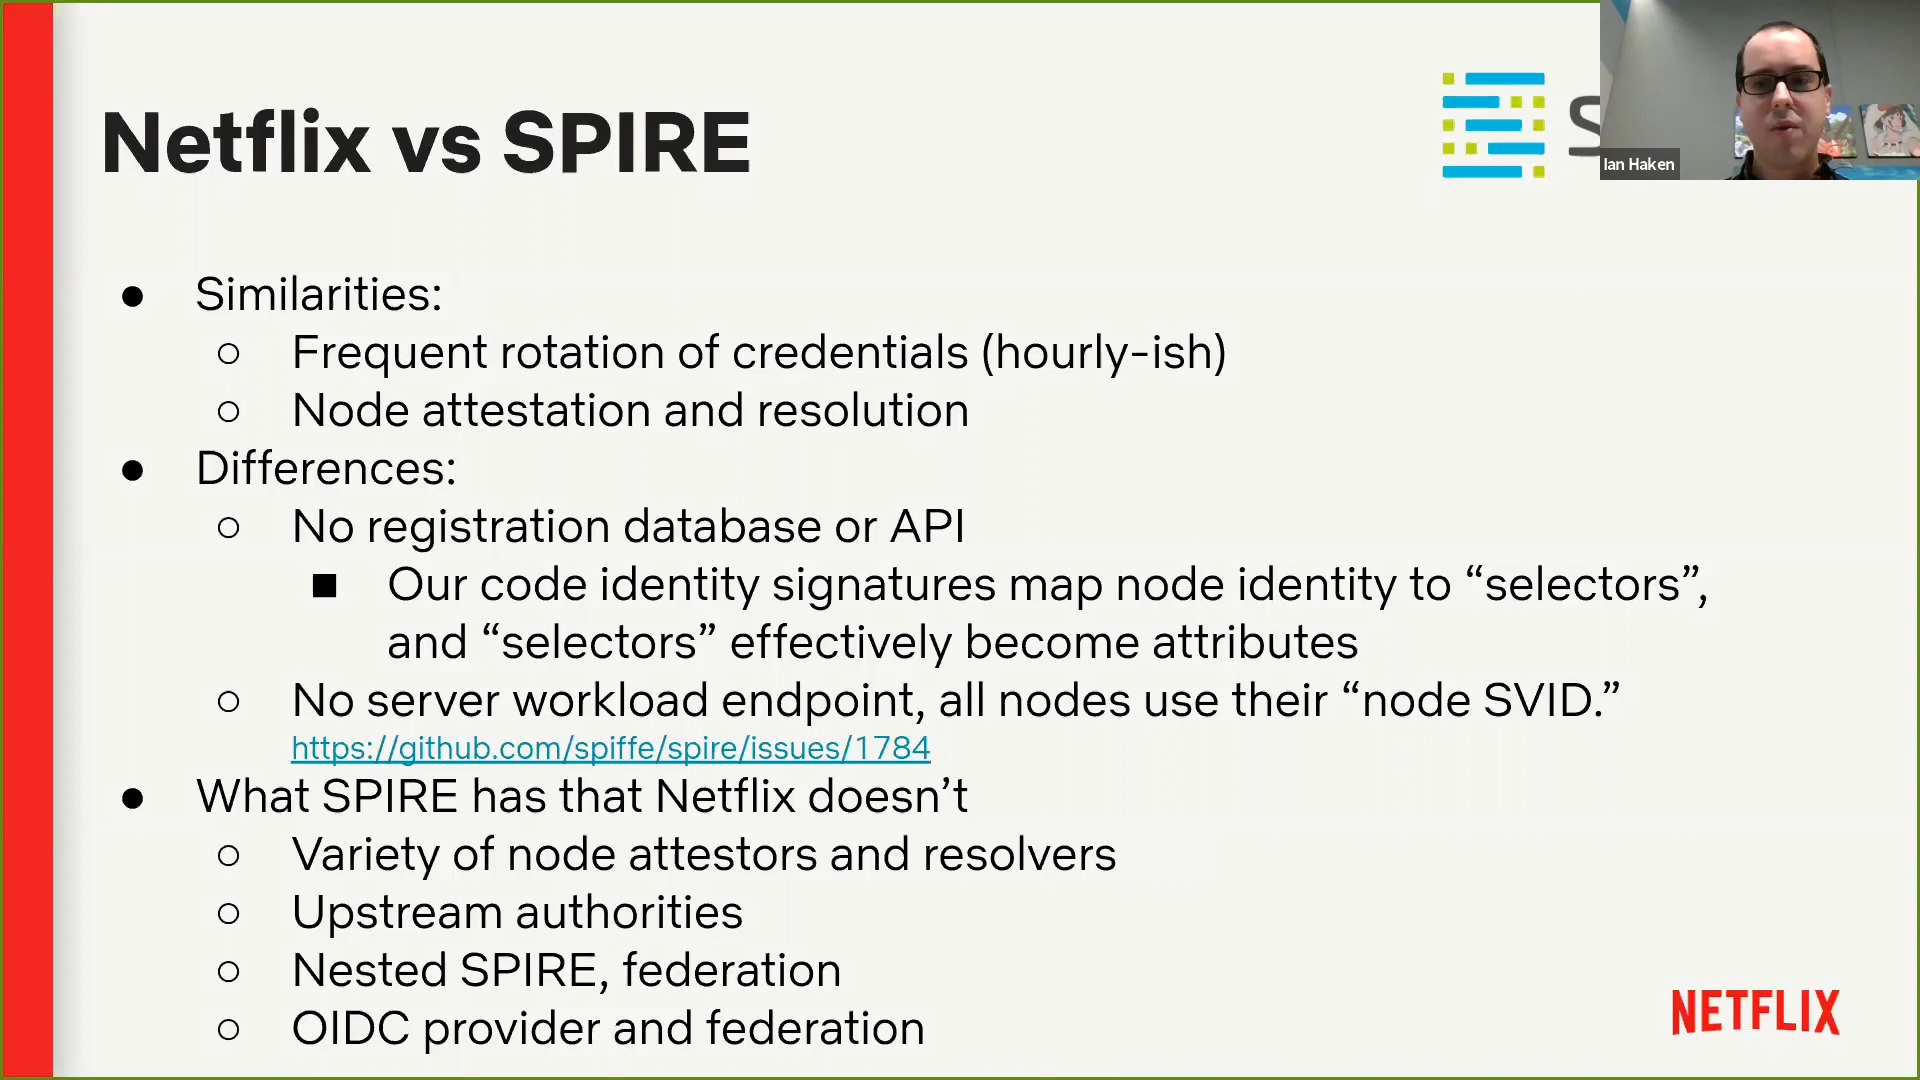 Netflix vs SPIRE
Ian Haken
● Similarities:
○ Frequent rotation of credentials (hourly-ish)
○ Node attestation and resolution
● Differences:
○ No registration database or API
■ Our code identity signatures map node identity to “selectors”,
and “selectors” effectively become attributes
○ No server workload endpoint, all nodes use their “node SVID.”
https://github.com/spiffe/spire/issues/1784
● What SPIRE has that Netflix doesn’t
○ Variety of node attestors and resolvers
○ Upstream authorities
○ Nested SPIRE, federation
○ OIDC provider and federation
NETFLIX